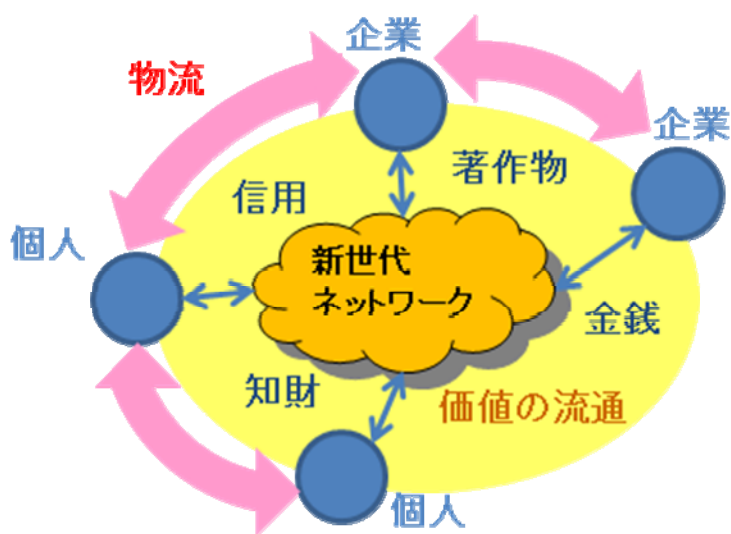 企業
物流
企業
著作物
信用
個人
新世代
ネットワーク
金銭
知財
価値の流通
個人